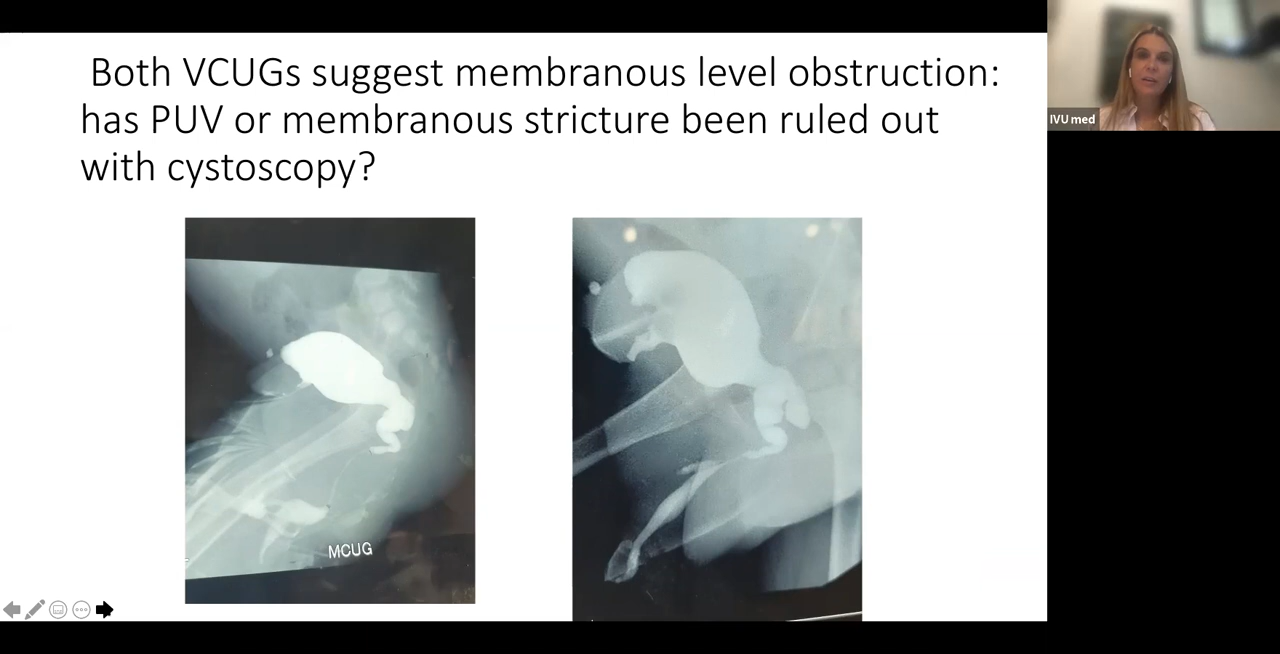 Both VCUGs suggest membranous level obstruction:
has PUV or membranous stricture been ruled out
with cystoscopy?
IVU med
MCUG